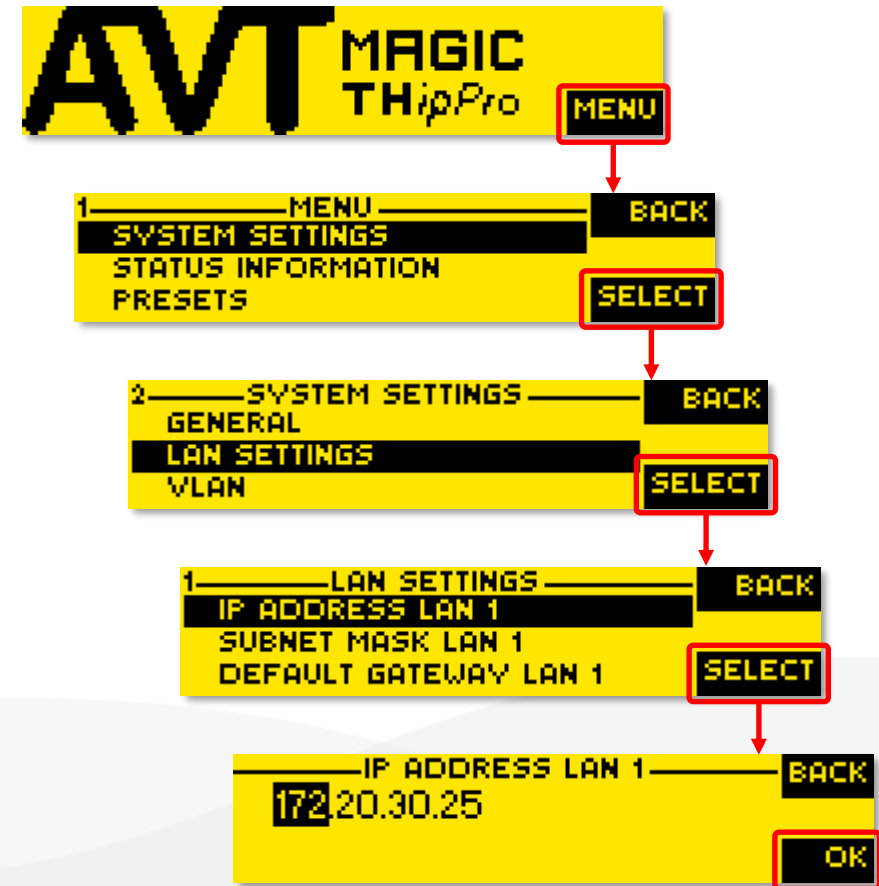 AVT MAGIC
THipPro MENU
1 MENU BACK
SYSTEM SETTINGS
STATUS INFORMATION
PRESETS SELECT
2 SYSTEM SETTINGS BACK
GENERAL
LAN SETTINGS
VLAN SELECT
1 LAN SETTINGS BACK
IP ADDRESS LAN 1
SUBNET MASK LAN 1
DEFAULT GATEWAY LAN 1 SELECT
IP ADDRESS LAN 1 BACK
172.20.30.25
OK